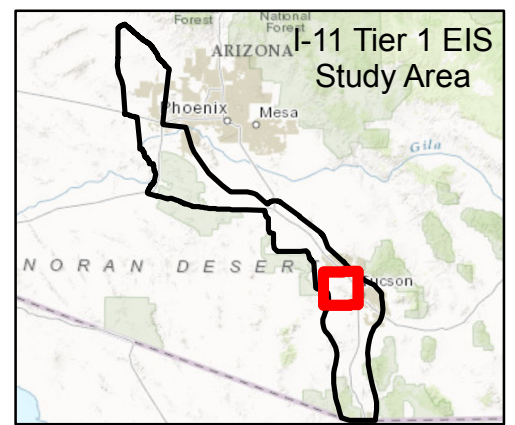 Forest
National
Forest
ARIZONA
I-11 Tier 1 EIS
Study Area
Phoenix
Mesa
Gila
NORAN DESER
Tucson